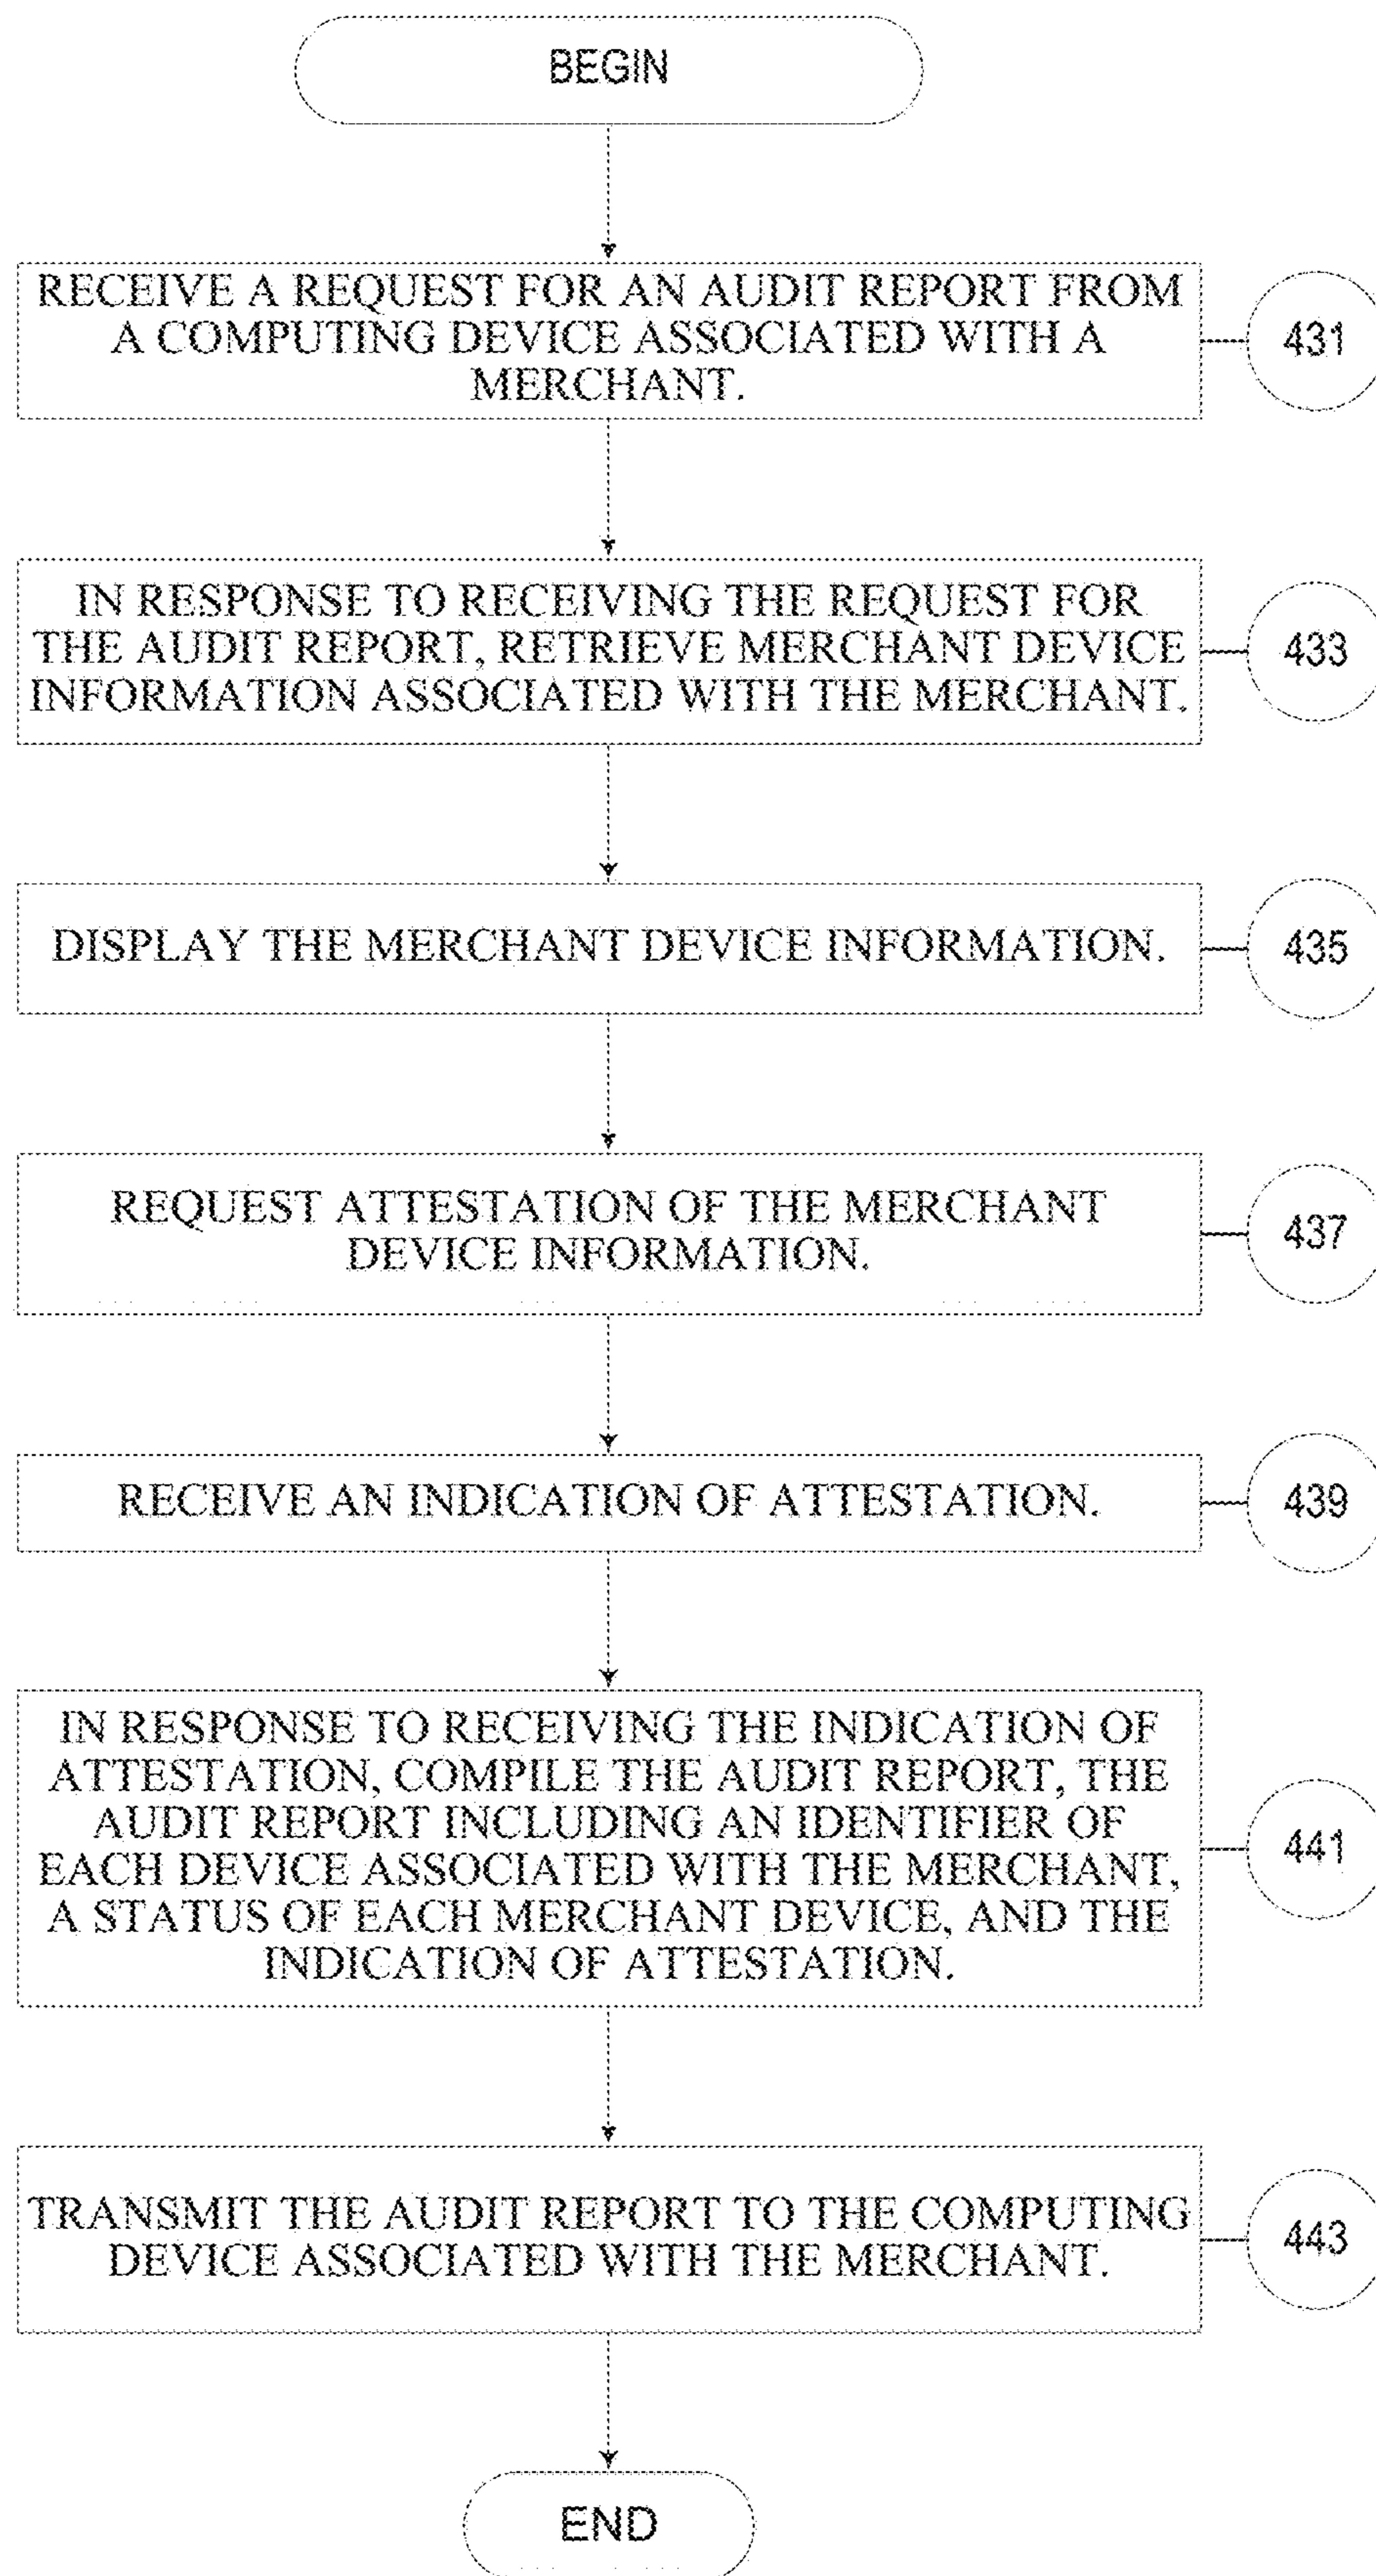 BEGIN
RECEIVE A REQUEST FOR AN AUDIT REPORT FROM
A COMPUTING DEVICE ASSOCIATED WITH A
MERCHANT.
431
IN RESPONSE TO RECEIVING THE REQUEST FOR
THE AUDIT REPORT, RETRIEVE MERCHANT DEVICE
INFORMATION ASSOCIATED WITH THE MERCHANT.
433
DISPLAY THE MERCHANT DEVICE INFORMATION.
435
REQUEST ATTESTATION OF THE MERCHANT
DEVICE INFORMATION.
437
RECEIVE AN INDICATION OF ATTESTATION.
439
IN RESPONSE TO RECEIVING THE INDICATION OF
ATTESTATION, COMPILE THE AUDIT REPORT, THE
AUDIT REPORT INCLUDING AN IDENTIFIER OF
EACH DEVICE ASSOCIATED WITH THE MERCHANT,
A STATUS OF EACH MERCHANT DEVICE, AND THE
INDICATION OF ATTESTATION.
441
TRANSMIT THE AUDIT REPORT TO THE COMPUTING
DEVICE ASSOCIATED WITH THE MERCHANT.
443
END